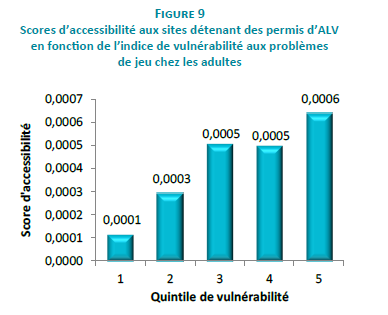 FIGURE 9
Scores d'accessibilité aux sites détenant des permis d'ALV
en fonction de l'indice de vulnérabilité aux problèmes
de jeu chez les adultes
0,0007
0,0006
0,0005
0,0004
0,0003
0,0002
0,0001
0,0000
Score d'accessibilité
0,0001
0,0003
0,0005
0,0005
0,0006
1 2 3 4 5
Quintile de vulnérabilité